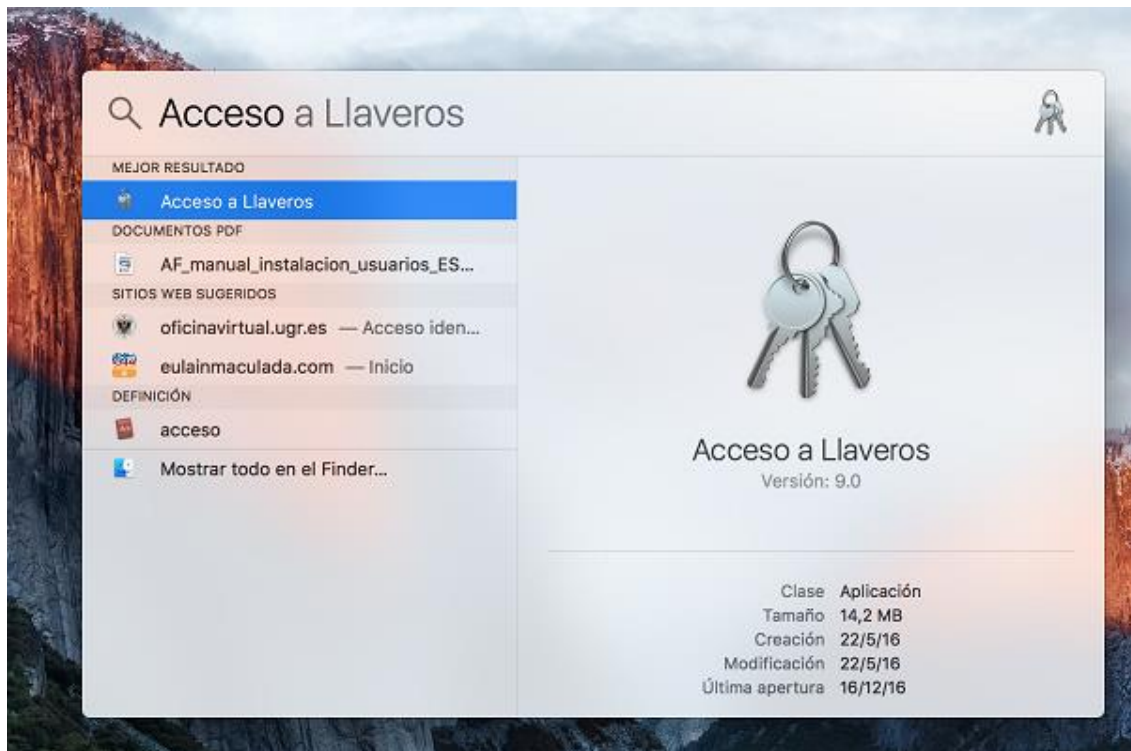 Acceso a Llaveros
MEJOR RESULTADO
Acceso a Llaveros
DOCUMENTOS PDF
AF_manual_instalacion_usuarios_ES...
SITIOS WEB SUGERIDOS
oficinavirtual.ugr.es — Acceso iden...
eulainmaculada.com — Inicio
DEFINICIÓN
acceso
Mostrar todo en el Finder...
Acceso a Llaveros
Versión: 9.0
Clase Aplicación
Tamaño 14,2 MB
Creación 22/5/16
Modificación 22/5/16
Última apertura 16/12/16